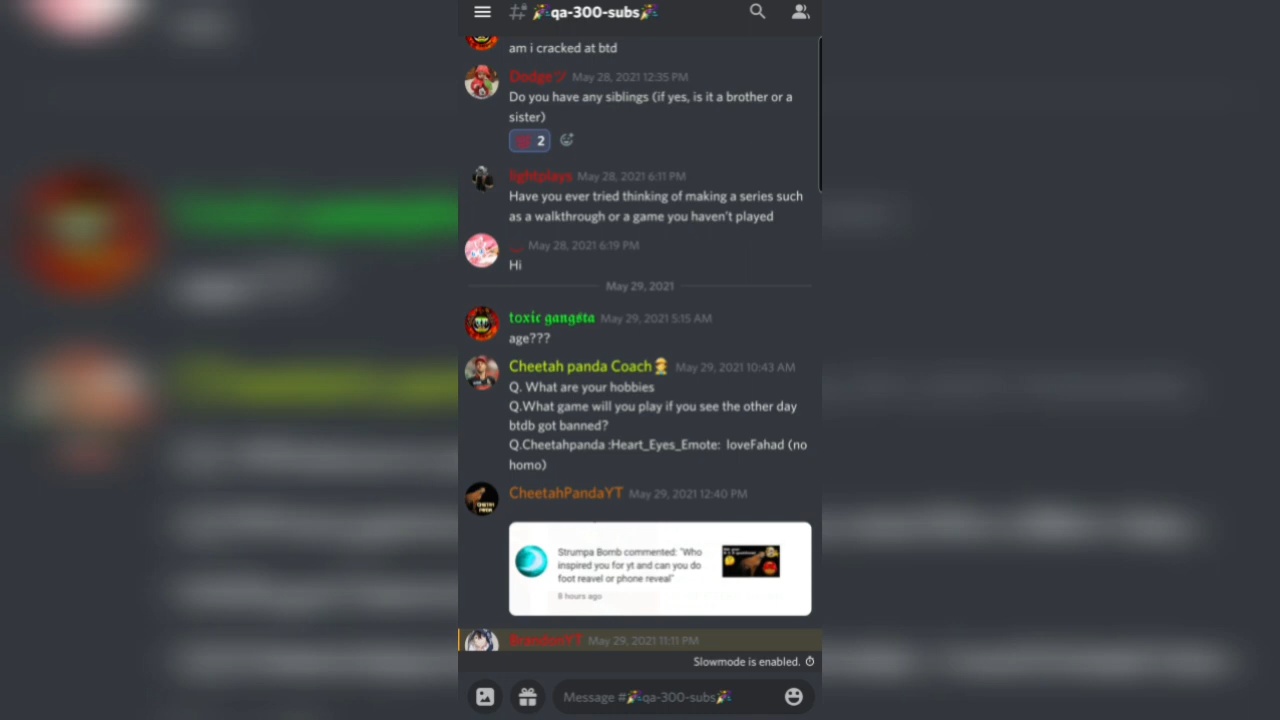 #🎉qa-300-subs🎉
am i cracked at btd
Dodgeツ May 28, 2021 12:35 PM
Do you have any siblings (if yes, is it a brother or a
sister)
💯 2
lightplays May 28, 2021 6:11 PM
Have you ever tried thinking of making a series such
as a walkthrough or a game you haven't played
May 28, 2021 6:19 PM
Hi
May 29, 2021
toxic gangsta May 29, 2021 5:15 AM
age???
Cheetah panda Coach May 29, 2021 10:43 AM
Q. What are your hobbies
Q.What game will you play if you see the other day
btdb got banned?
Q.Cheetahpanda :Heart_Eyes_Emote: loveFahad (no
homo)
CheetahPandaYT May 29, 2021 12:40 PM
Strumpa Bomb commented: "Who
inspired you for yt and can you do
foot reavel or phone reveal"
8 hours ago
BrandonYT May 29, 2021 11:11 PM
Slowmode is enabled.
Message #🎉qa-300-subs🎉